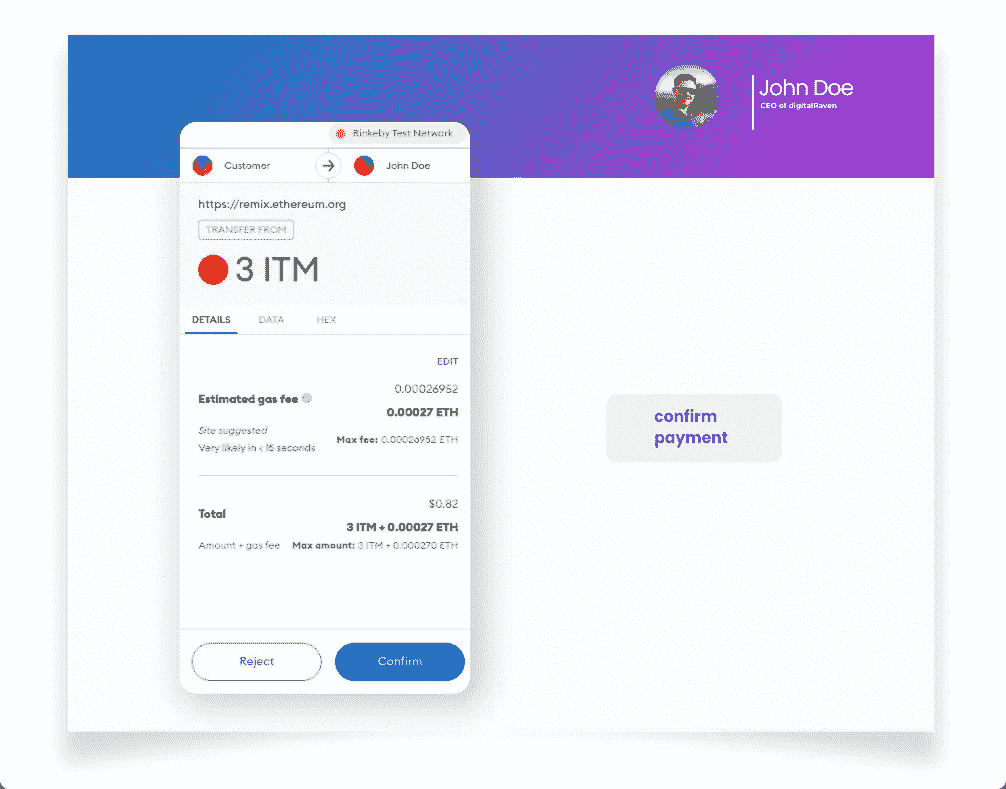 John Doe
CEO of digitalRaven
Rinkeby Test Network
Customer
John Doe
https://remix.ethereum.org
TRANSFER FROM
3 ITM
DETAILS DATA HEX
EDIT
0.00026952
Estimated gas fee
0.00027 ETH
Site suggested
Max fee: 0.00026952 ETH
Very likely in < 15 seconds
$0.82
Total
3 ITM + 0.00027 ETH
Amount + gas fee Max amount: 3 ITM + 0.000270 ETH
Reject
Confirm
confirm
payment